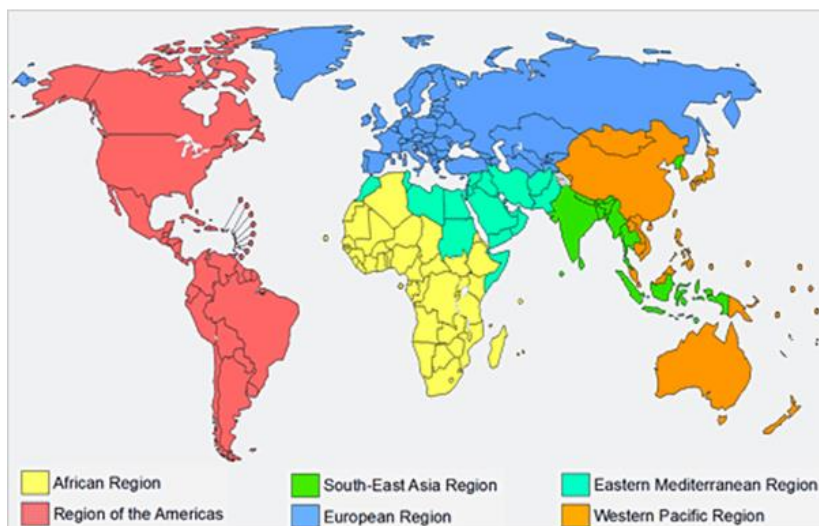 African Region
South-East Asia Region
Eastern Mediterranean Region
Region of the Americas
European Region
Western Pacific Region